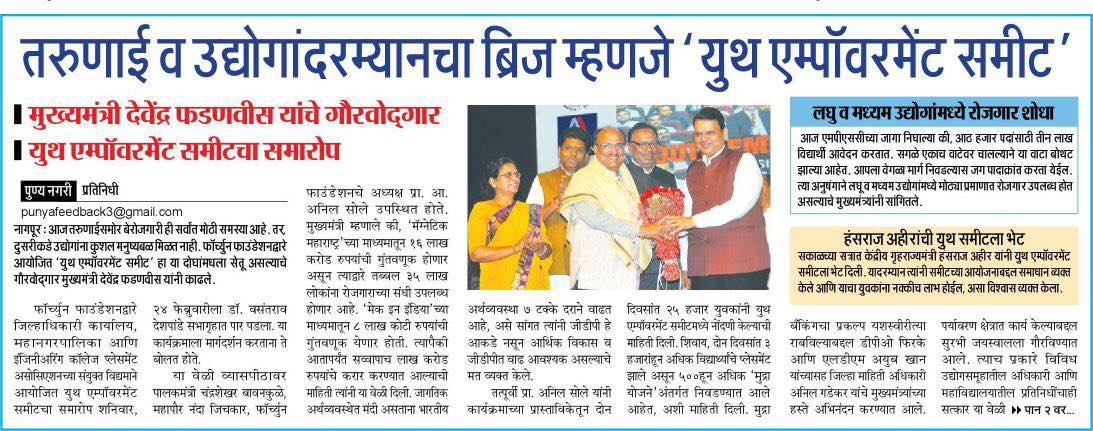 तरुणाई व उद्योगांदरम्यानचा ब्रिज म्हणजे ‘युथ एम्पॉवरमेंट समीट’
मुख्यमंत्री देवेंद्र फडणवीस यांचे गौरवोद्‌गार
युथ एम्पॉवरमेंट समीटचा समारोप
पुण्य नगरी प्रतिनिधी
punyafeedback3@gmail.com
नागपूर : आज तरुणाईसमोर बेरोजगारी ही सर्वांत मोठी समस्या आहे. तर,
दुसरीकडे उद्योगांना कुशल मनुष्यबळ मिळत नाही. फॉर्च्युन फाउंडेशनद्वारे
आयोजित ‘युथ एम्पॉवरमेंट समीट’ हा या दोघांमधला सेतू असल्याचे
गौरवोद्‌गार मुख्यमंत्री देवेंद्र फडणवीस यांनी काढले.
फॉर्च्युन फाउंडेशनद्वारे
जिल्हाधिकारी कार्यालय,
महानगरपालिका आणि
इंजीनिअरिंग कॉलेज प्लेसमेंट
असोसिएशनच्या संयुक्त विद्यमाने
आयोजित युथ एम्पॉवरमेंट
समीटचा समारोप शनिवार,
२४ फेब्रुवारीला डॉ. वसंतराव
देशपांडे सभागृहात पार पडला. या
कार्यक्रमाला मार्गदर्शन करताना ते
बोलत होते.
या वेळी व्यासपीठावर
पालकमंत्री चंद्रशेखर बावनकुळे,
महापौर नंदा जिचकार, फॉर्च्युन
फाउंडेशनचे अध्यक्ष प्रा. आ.
अनिल सोले उपस्थित होते.
मुख्यमंत्री म्हणाले की, ‘मॅग्नेटिक
महाराष्ट्र’च्या माध्यमातून १६ लाख
करोड रुपयांची गुंतवणूक होणार
असून त्याद्वारे तब्बल ३५ लाख
लोकांना रोजगाराच्या संधी उपलब्ध
होणार आहे. ‘मेक इन इंडिया’च्या
माध्यमातून ८ लाख कोटी रुपयांची
गुंतवणूक येणार होती. त्यापैकी
आतापर्यंत सव्वापाच लाख करोड
रुपयांचे करार करण्यात आल्याची
माहिती त्यांनी या वेळी दिली. जागतिक
अर्थव्यवस्थेत मंदी असताना भारतीय
अर्थव्यवस्था ७ टक्के दराने वाढत
आहे, असे सांगत त्यांनी जीडीपी हे
आकडे नसून आर्थिक विकास व
जीडीपीत वाढ आवश्यक असल्याचे
मत व्यक्त केले.
तत्पूर्वी प्रा. अनिल सोले यांनी
कार्यक्रमाच्या प्रास्ताविकेतून दोन
दिवसांत २५ हजार युवकांनी युथ
एम्पॉवरमेंट समीटमध्ये नोंदणी केल्याची
माहिती दिली. शिवाय, दोन दिवसांत ३
हजारांहून अधिक विद्यार्थ्यांचे प्लेसमेंट
झाले असून ५००हून अधिक ‘मुद्रा
योजने’अंतर्गत निवडण्यात आले
आहेत, अशी माहिती दिली. मुद्रा
लघु व मध्यम उद्योगांमध्ये रोजगार शोधा
आज एमपीएससीच्या जागा निघाल्या की, आठ हजार पदांसाठी तीन लाख
विद्यार्थी आवेदन करतात. सगळे एकाच वाटेवर चालल्याने या वाटा बोथट
झाल्या आहेत. आपला वेगळा मार्ग निवडल्यास जग पादाक्रांत करता येईल.
त्या अनुषंगाने लघू व मध्यम उद्योगांमध्ये मोठ्या प्रमाणात रोजगार उपलब्ध होत
असल्याचे मुख्यमंत्र्यांनी सांगितले.
हंसराज अहीरांची युथ समीटला भेट
सकाळच्या सत्रात केंद्रीय गृहराज्यमंत्री हंसराज अहीर यांनी युथ एम्पॉवरमेंट
समीटला भेट दिली. यादरम्यान त्यांनी समीटच्या आयोजनाबद्दल समाधान व्यक्त
केले आणि याचा युवकांना नक्कीच लाभ होईल, असा विश्वास व्यक्त केला.
बँकिंगचा प्रकल्प यशस्वीरीत्या
राबविल्याबद्दल डीपीओ फिरके
आणि एलडीएम अयुब खान
यांच्यासह जिल्हा माहिती अधिकारी
अनिल गडेकर यांचे मुख्यमंत्र्यांच्या
हस्ते अभिनंदन करण्यात आले.
पर्यावरण क्षेत्रात कार्य केल्याबद्दल
सुरभी जयस्वालला गौरविण्यात
आले. त्याच प्रकारे विविध
उद्योगसमूहातील अधिकारी आणि
महाविद्यालयातील प्रतिनिधींचाही
सत्कार या वेळी ▶▶ पान २ वर...